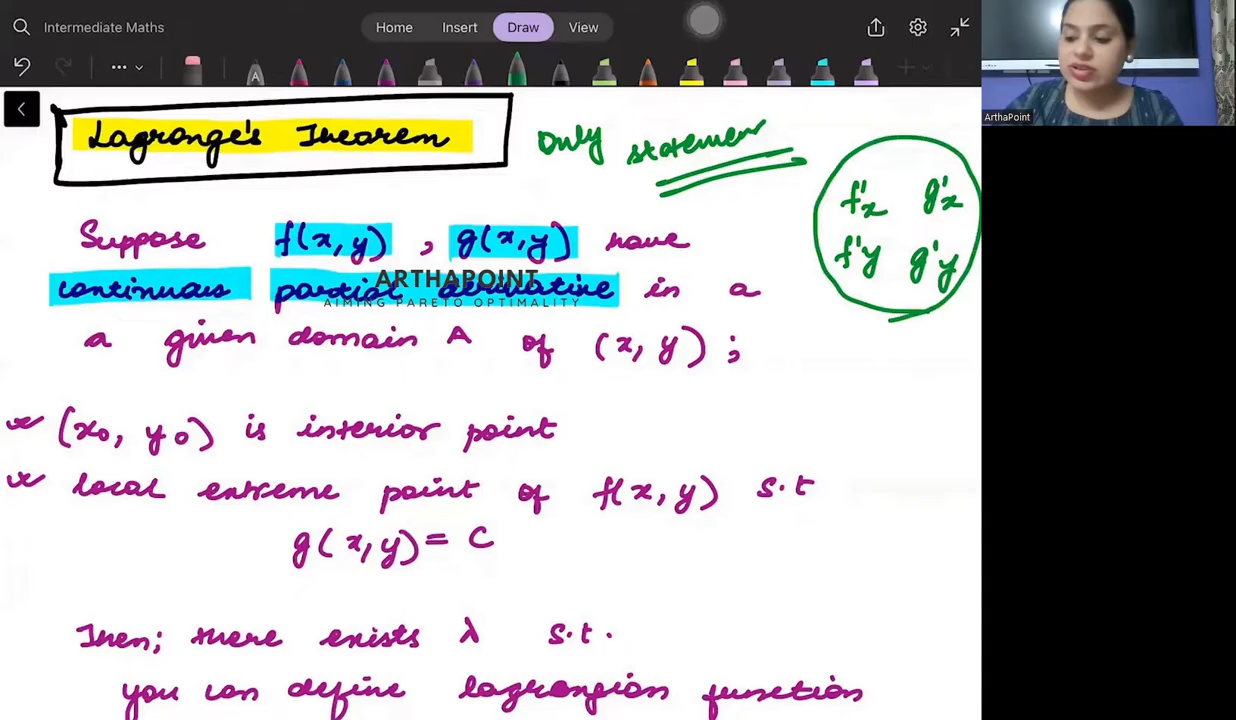 Intermediate Maths
Home Insert Draw View
A
Lagrange's Theorem
Only statement
f'x g'x
f'y g'y
Suppose f(x, y) , g(x, y) have
continuous partial derivative in a
a given domain A of (x, y) ;
ARTHAPOINT
AIMING PARETO OPTIMALITY
(x0, y0) is interior point
local extreme point of f(x, y) s.t
g(x, y) = C
Then; there exists λ s.t.
you can define lagrangian function
ArthaPoint